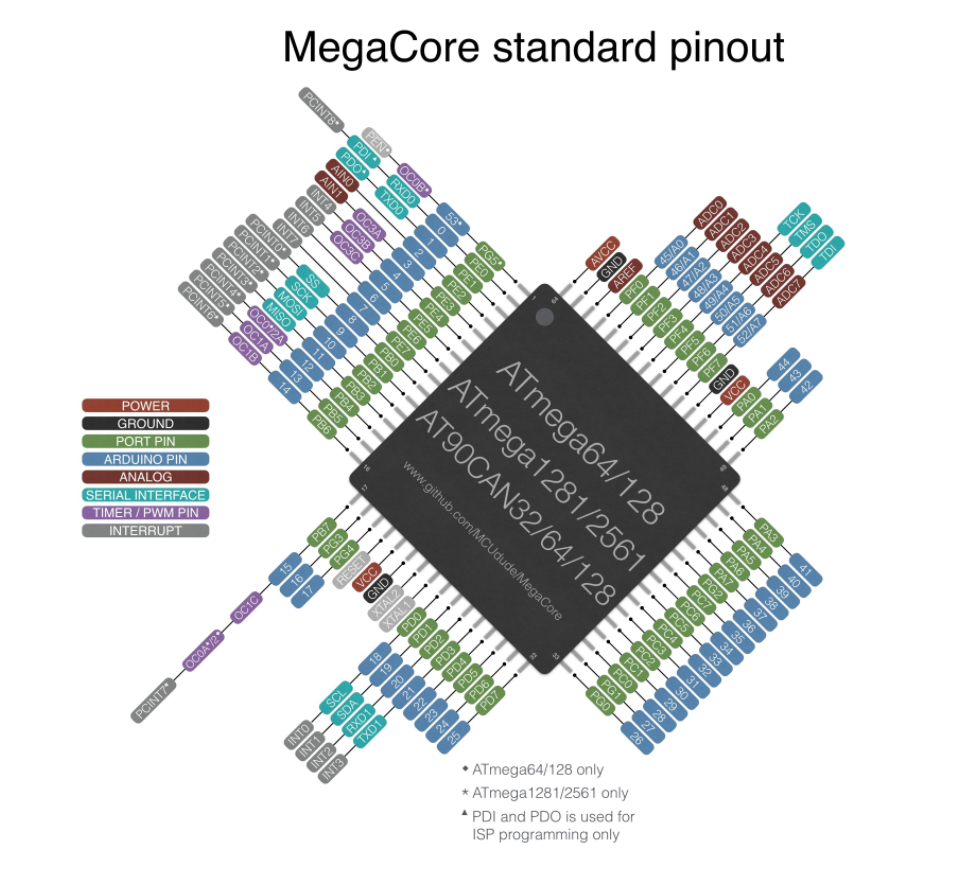 MegaCore standard pinout
PCINT8*
PEN♦
PDI▲
OC0B*
PDO▲
RXD0
53*
AIN0
TXD0
0
PG5*
AIN1
1
PE0
INT4
OC3A
2
PE1
INT5
OC3B
3
PE2
INT6
OC3C
4
PE3
INT7
5
PE4
6
PE5
7
PE6
PE7
PCINT0*
SS
8
PB0
PCINT1*
SCK
9
PB1
PCINT2*
MOSI
10
PB2
PCINT3*
MISO
11
PB3
PCINT4*
OC0*/2A
12
PB4
PCINT5*
OC1A
13
PB5
PCINT6*
OC1B
14
PB6
AVCC
GND
AREF
PF0
45/A0
ADC0
PF1
46/A1
ADC1
PF2
47/A2
ADC2
PF3
48/A3
ADC3
PF4
49/A4
ADC4
TCK
PF5
50/A5
ADC5
TMS
PF6
51/A6
ADC6
TDO
PF7
52/A7
ADC7
TDI
GND
VCC
PA0
44
PA1
43
PA2
42
1
64
16
17
48
49
32
33
ATmega64/128
ATmega1281/2561
AT90CAN32/64/128
www.github.com/MCUdude/MegaCore
POWER
GROUND
PORT PIN
ARDUINO PIN
ANALOG
SERIAL INTERFACE
TIMER / PWM PIN
INTERRUPT
PB7
15
OC1C
OC0A*/2♦
PCINT7*
PG3
16
PG4
17
RESET
VCC
GND
XTAL2
XTAL1
PD0
18
SCL
INT0
PD1
19
SDA
INT1
PD2
20
RXD1
INT2
PD3
21
TXD1
INT3
PD4
22
PD5
23
PD6
24
PD7
25
PA3
41
PA4
40
PA5
39
PA6
38
PA7
37
PG2
36
PC7
35
PC6
34
PC5
33
PC4
32
PC3
31
PC2
30
PC1
29
PC0
28
PG1
27
PG0
26
♦ ATmega64/128 only
* ATmega1281/2561 only
▲ PDI and PDO is used for
ISP programming only